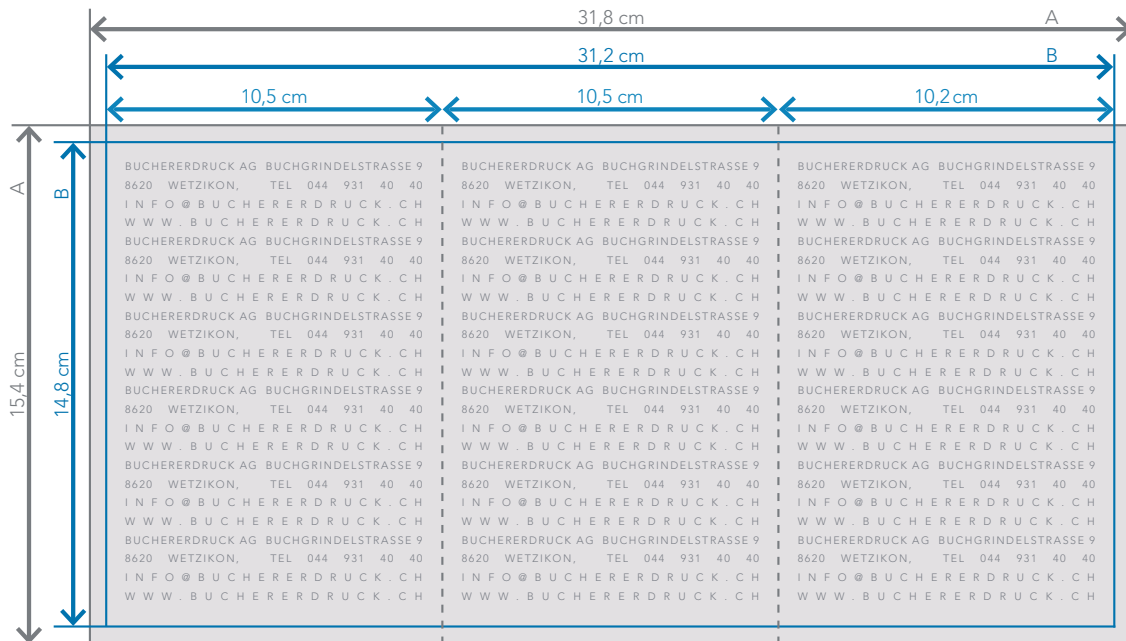 31,8 cm A
31,2 cm B
10,5 cm 10,5 cm 10,2 cm
A
B
15,4 cm
14,8 cm
BUCHERERDRUCK AG BUCHGRINDELSTRASSE 9
8620 WETZIKON, TEL 044 931 40 40
INFO@BUCHERERDRUCK.CH
WWW.BUCHERERDRUCK.CH
BUCHERERDRUCK AG BUCHGRINDELSTRASSE 9
8620 WETZIKON, TEL 044 931 40 40
INFO@BUCHERERDRUCK.CH
WWW.BUCHERERDRUCK.CH
BUCHERERDRUCK AG BUCHGRINDELSTRASSE 9
8620 WETZIKON, TEL 044 931 40 40
INFO@BUCHERERDRUCK.CH
WWW.BUCHERERDRUCK.CH
BUCHERERDRUCK AG BUCHGRINDELSTRASSE 9
8620 WETZIKON, TEL 044 931 40 40
INFO@BUCHERERDRUCK.CH
WWW.BUCHERERDRUCK.CH
BUCHERERDRUCK AG BUCHGRINDELSTRASSE 9
8620 WETZIKON, TEL 044 931 40 40
INFO@BUCHERERDRUCK.CH
WWW.BUCHERERDRUCK.CH
BUCHERERDRUCK AG BUCHGRINDELSTRASSE 9
8620 WETZIKON, TEL 044 931 40 40
INFO@BUCHERERDRUCK.CH
WWW.BUCHERERDRUCK.CH
BUCHERERDRUCK AG BUCHGRINDELSTRASSE 9
8620 WETZIKON, TEL 044 931 40 40
INFO@BUCHERERDRUCK.CH
WWW.BUCHERERDRUCK.CH
BUCHERERDRUCK AG BUCHGRINDELSTRASSE 9
8620 WETZIKON, TEL 044 931 40 40
INFO@BUCHERERDRUCK.CH
WWW.BUCHERERDRUCK.CH
BUCHERERDRUCK AG BUCHGRINDELSTRASSE 9
8620 WETZIKON, TEL 044 931 40 40
INFO@BUCHERERDRUCK.CH
WWW.BUCHERERDRUCK.CH
BUCHERERDRUCK AG BUCHGRINDELSTRASSE 9
8620 WETZIKON, TEL 044 931 40 40
INFO@BUCHERERDRUCK.CH
WWW.BUCHERERDRUCK.CH
BUCHERERDRUCK AG BUCHGRINDELSTRASSE 9
8620 WETZIKON, TEL 044 931 40 40
INFO@BUCHERERDRUCK.CH
WWW.BUCHERERDRUCK.CH
BUCHERERDRUCK AG BUCHGRINDELSTRASSE 9
8620 WETZIKON, TEL 044 931 40 40
INFO@BUCHERERDRUCK.CH
WWW.BUCHERERDRUCK.CH
BUCHERERDRUCK AG BUCHGRINDELSTRASSE 9
8620 WETZIKON, TEL 044 931 40 40
INFO@BUCHERERDRUCK.CH
WWW.BUCHERERDRUCK.CH
BUCHERERDRUCK AG BUCHGRINDELSTRASSE 9
8620 WETZIKON, TEL 044 931 40 40
INFO@BUCHERERDRUCK.CH
WWW.BUCHERERDRUCK.CH
BUCHERERDRUCK AG BUCHGRINDELSTRASSE 9
8620 WETZIKON, TEL 044 931 40 40
INFO@BUCHERERDRUCK.CH
WWW.BUCHERERDRUCK.CH
BUCHERERDRUCK AG BUCHGRINDELSTRASSE 9
8620 WETZIKON, TEL 044 931 40 40
INFO@BUCHERERDRUCK.CH
WWW.BUCHERERDRUCK.CH
BUCHERERDRUCK AG BUCHGRINDELSTRASSE 9
8620 WETZIKON, TEL 044 931 40 40
INFO@BUCHERERDRUCK.CH
WWW.BUCHERERDRUCK.CH
BUCHERERDRUCK AG BUCHGRINDELSTRASSE 9
8620 WETZIKON, TEL 044 931 40 40
INFO@BUCHERERDRUCK.CH
WWW.BUCHERERDRUCK.CH